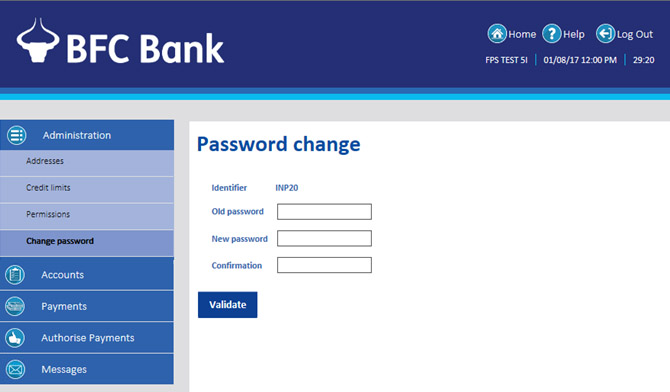 BFC Bank
Home Help Log Out
FPS TEST 5I 01/08/17 12:00 PM 29:20
Administration
Addresses
Credit limits
Permissions
Change password
Accounts
Payments
Authorise Payments
Messages
Password change
Identifier INP20
Old password
New password
Confirmation
Validate